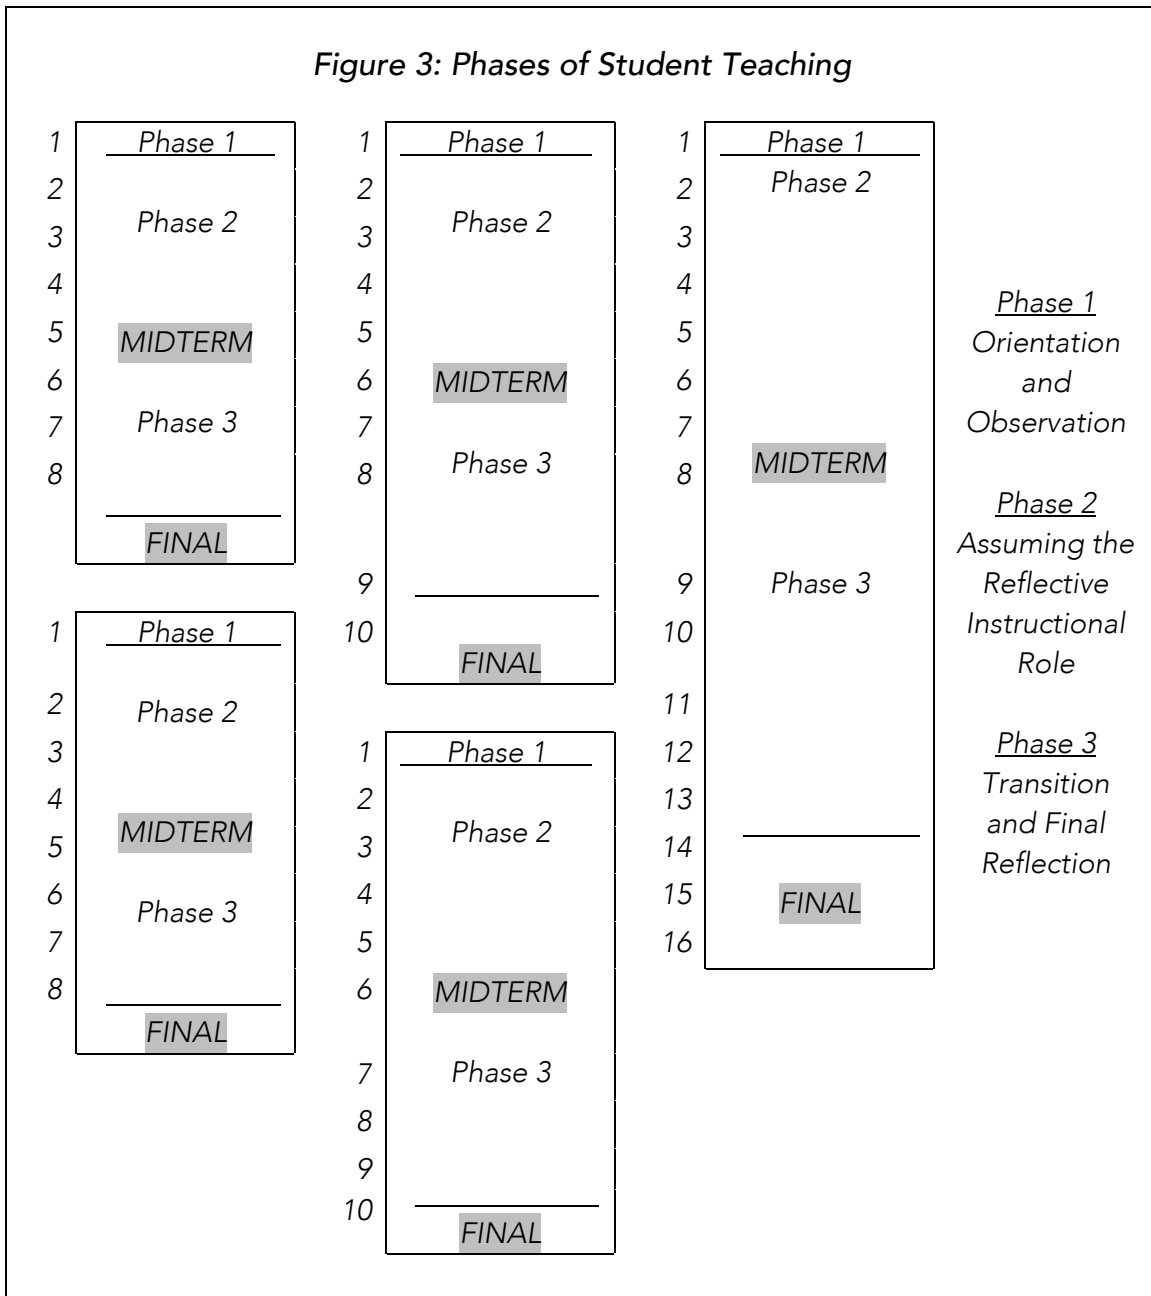 Figure 3: Phases of Student Teaching
1 Phase 1
2
Phase 2
3
4
5 MIDTERM
6
7 Phase 3
8
FINAL
1 Phase 1
2 Phase 2
3
4
MIDTERM
5
6
Phase 3
7
8
FINAL
1 Phase 1
2
3 Phase 2
4
5
6 MIDTERM
7
8 Phase 3
9
10
FINAL
1 Phase 1
2
Phase 2
3
4
5
6 MIDTERM
7 Phase 3
8
9
10
FINAL
1 Phase 1
2 Phase 2
3
4
5
6
7
8 MIDTERM
9 Phase 3
10
11
12
13
14
15 FINAL
16
Phase 1
Orientation
and
Observation
Phase 2
Assuming the
Reflective
Instructional
Role
Phase 3
Transition
and Final
Reflection